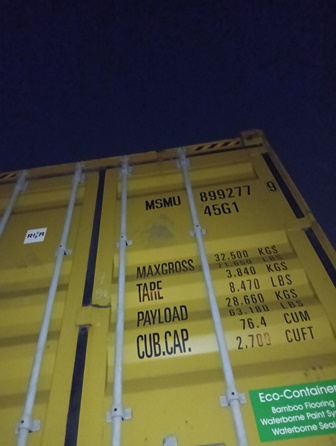 MSMU 899277 9
45G1
MAXGROSS 32.500 KGS
71.650 LBS
TARE 3.840 KGS
8.470 LBS
PAYLOAD 28.660 KGS
63.180 LBS
CUB.CAP. 76.4 CUM
2.700 CUFT
Eco-Container
Bamboo Flooring
Waterborne Paint Sy
Waterborne Sea